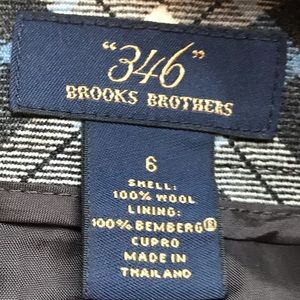 "346"
BROOKS BROTHERS
6
SHELL:
100% WOOL
LINING:
100% BEMBERG®
CUPRO
MADE IN
THAILAND